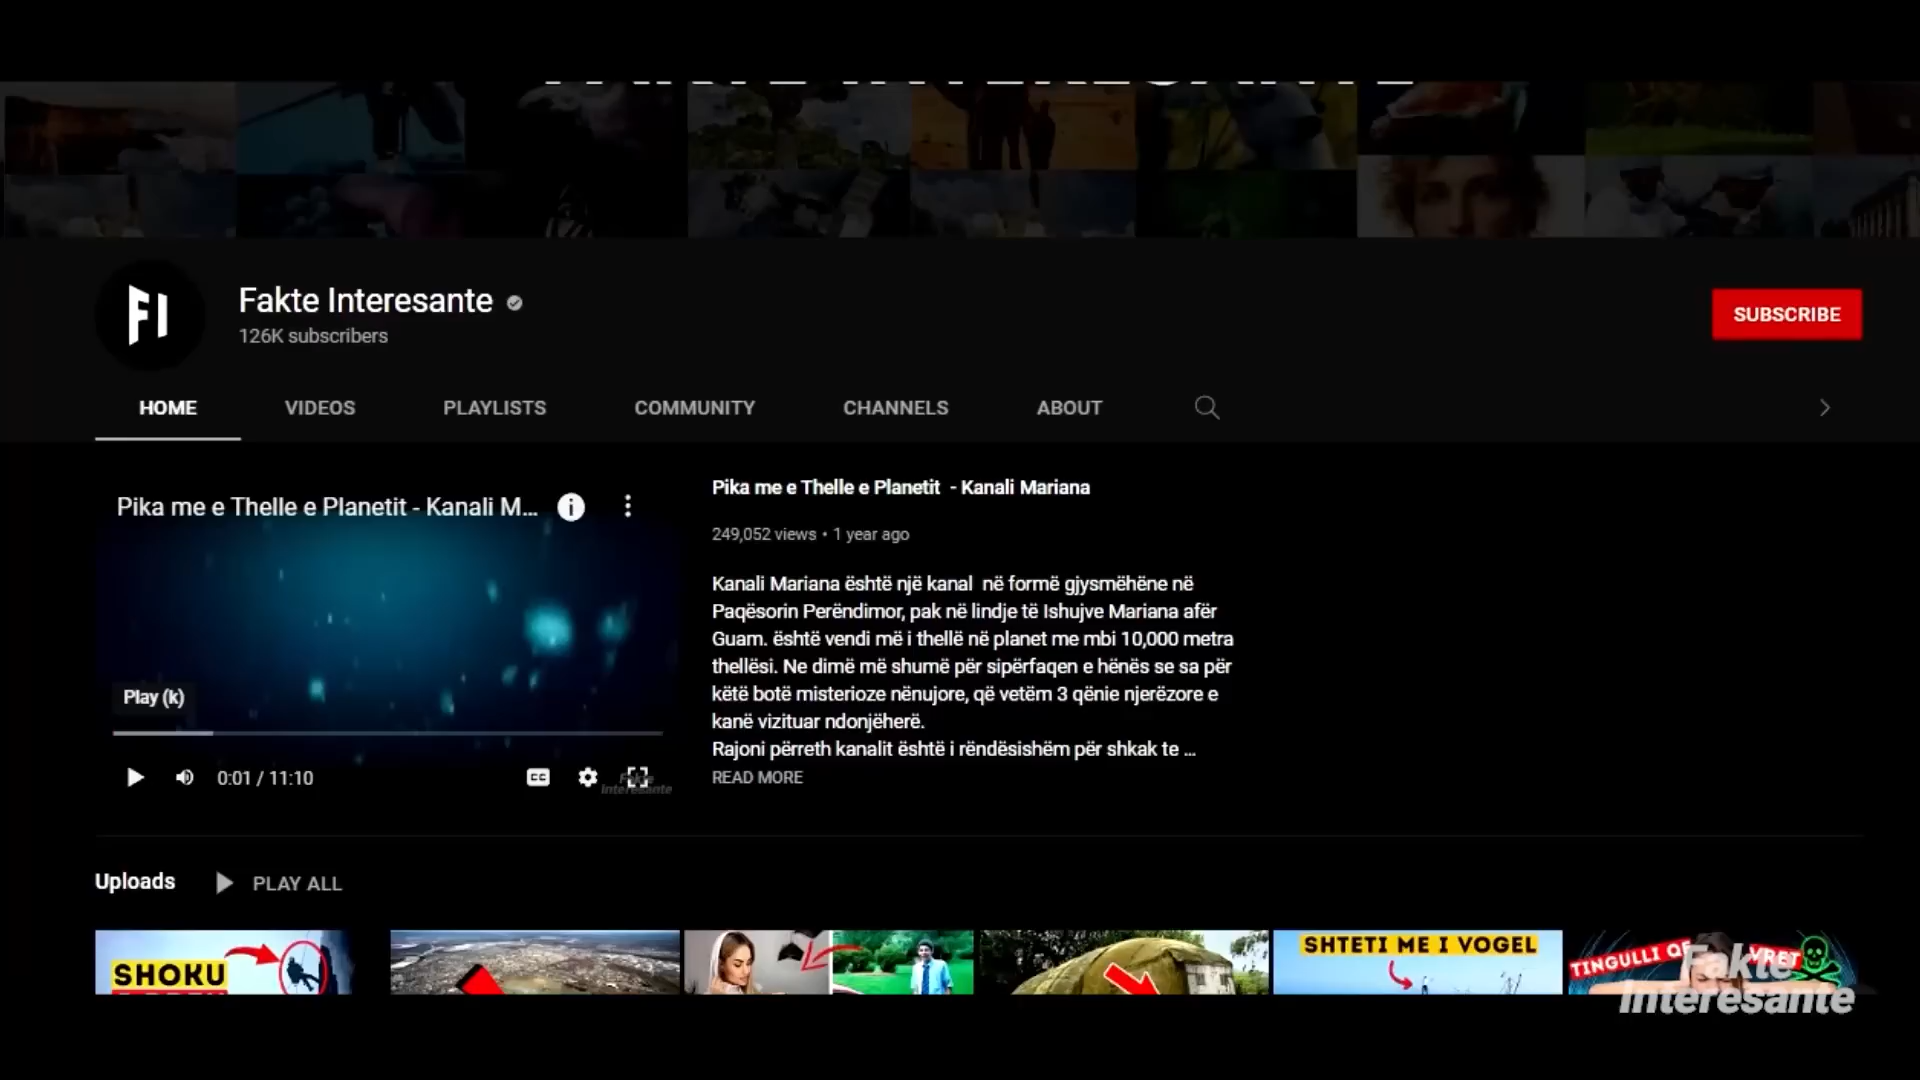 FI
Fakte Interesante
126K subscribers
SUBSCRIBE
HOME
VIDEOS
PLAYLISTS
COMMUNITY
CHANNELS
ABOUT
Pika me e Thelle e Planetit - Kanali M...
Play (k)
0:01 / 11:10
CC
Fakte
Interesante
Pika me e Thelle e Planetit - Kanali Mariana
249,052 views • 1 year ago
Kanali Mariana është një kanal në formë gjysmëhëne në
Paqësorin Perëndimor, pak në lindje të Ishujve Mariana afër
Guam. është vendi më i thellë në planet me mbi 10,000 metra
thellësi. Ne dimë më shumë për sipërfaqen e hënës se sa për
këtë botë misterioze nënujore, që vetëm 3 qënie njerëzore e
kanë vizituar ndonjëherë.
Rajoni përreth kanalit është i rëndësishëm për shkak te ...
READ MORE
Uploads
PLAY ALL
SHOKU
SHTETI ME I VOGEL
TINGULLI QE VRET
Fakte
Interesante